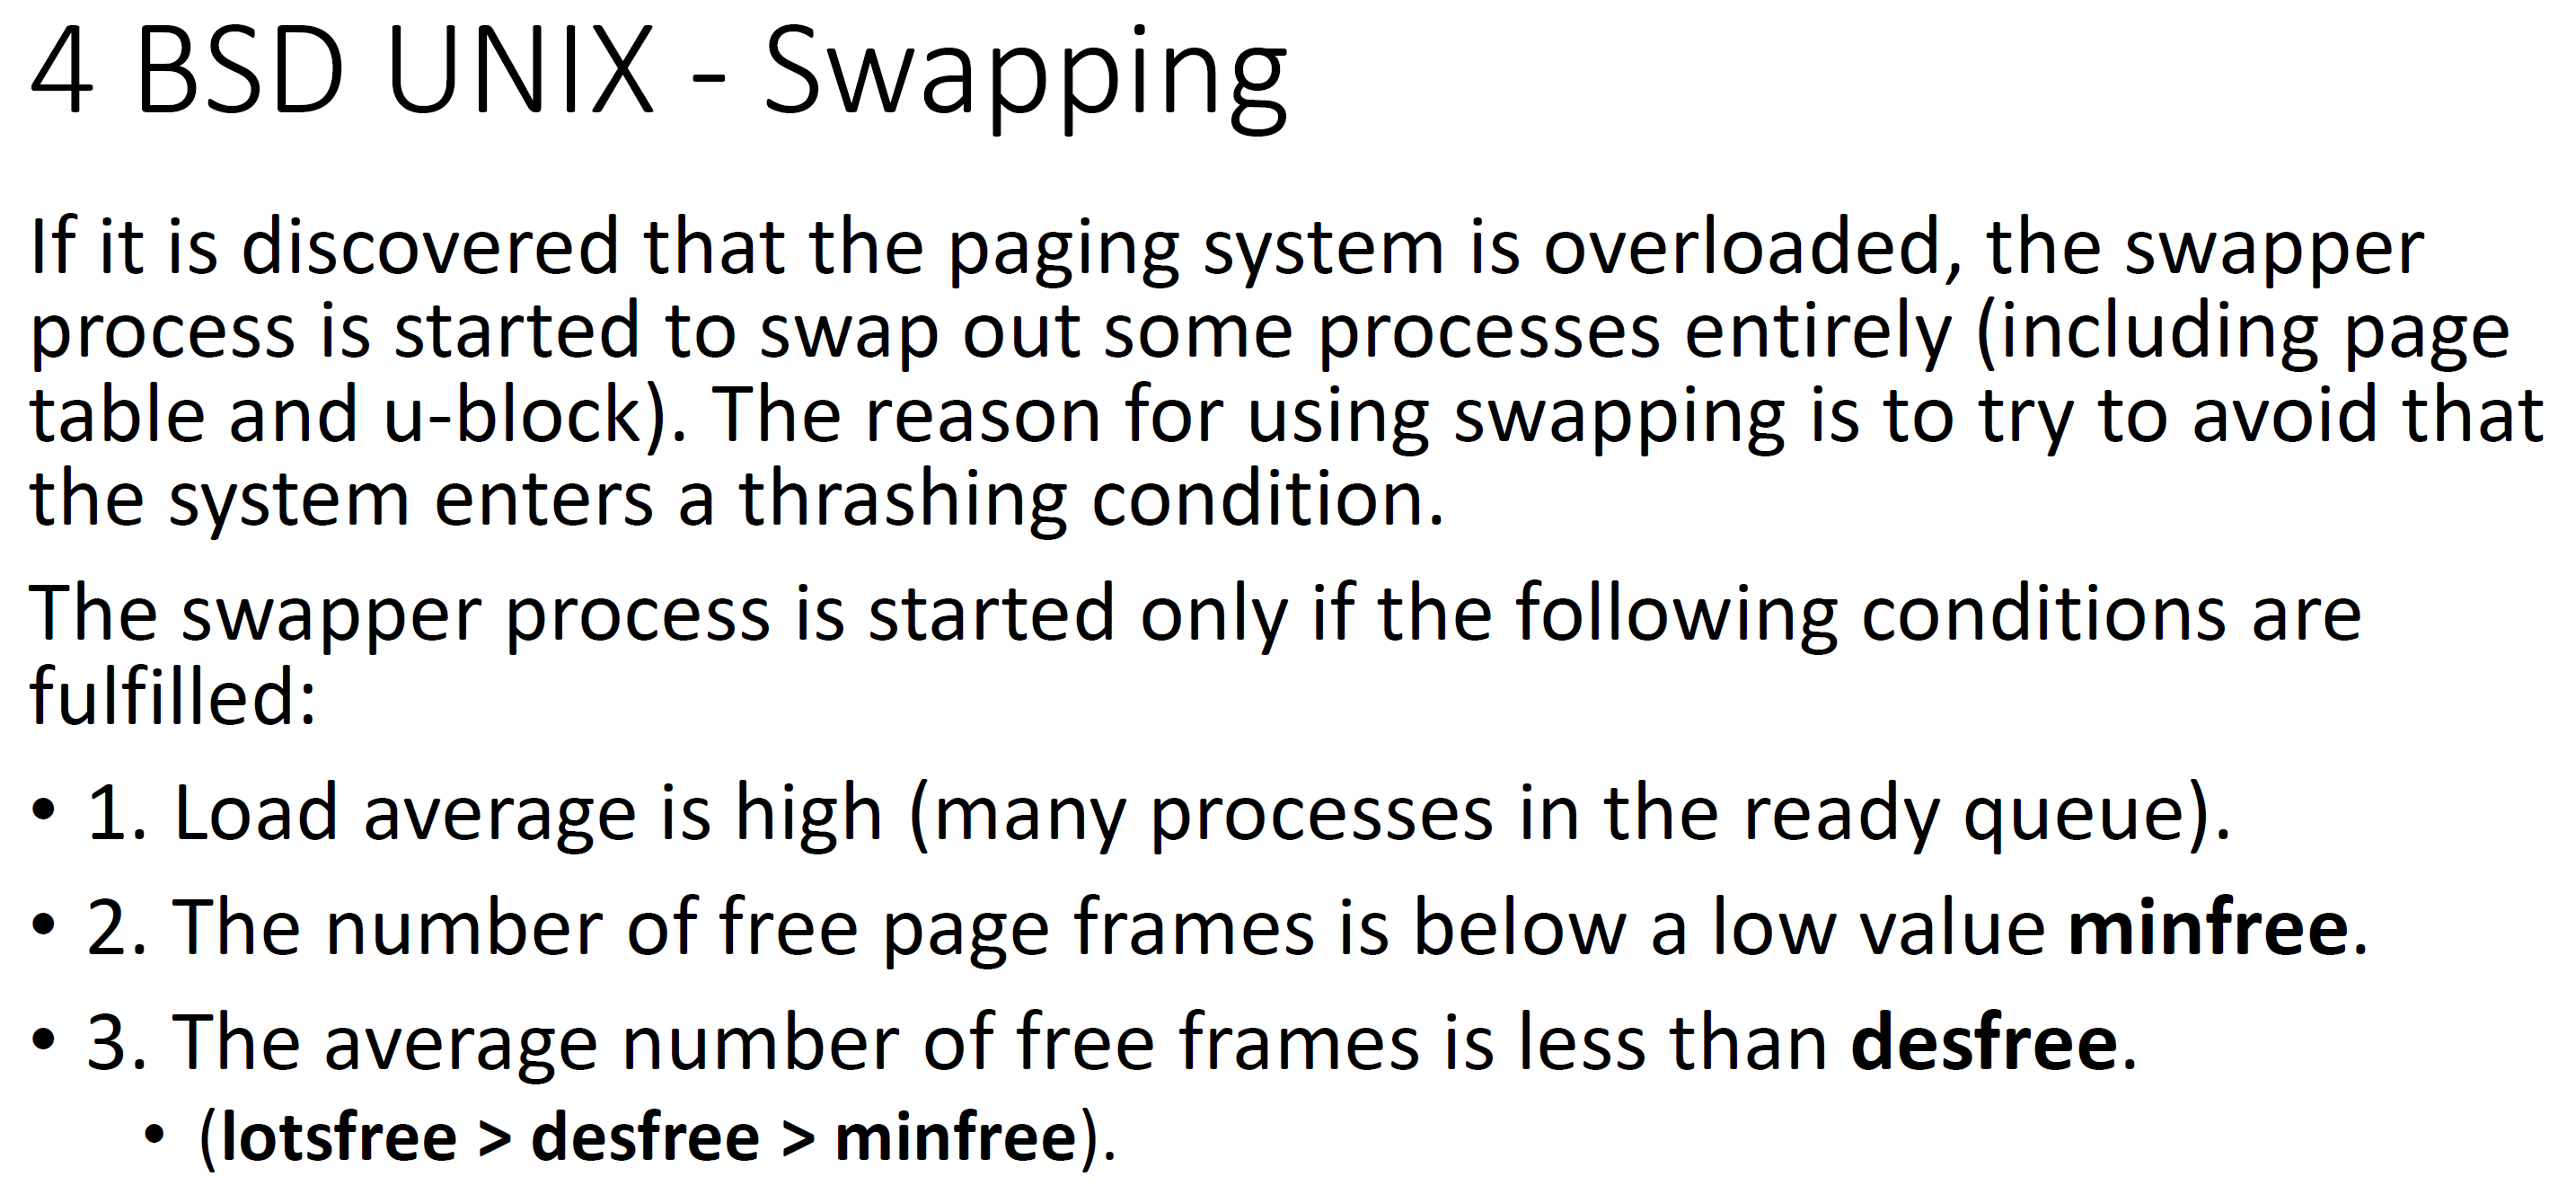 4 BSD UNIX - Swapping
If it is discovered that the paging system is overloaded, the swapper
process is started to swap out some processes entirely (including page
table and u-block). The reason for using swapping is to try to avoid that
the system enters a thrashing condition.
The swapper process is started only if the following conditions are
fulfilled:
• 1. Load average is high (many processes in the ready queue).
• 2. The number of free page frames is below a low value minfree.
• 3. The average number of free frames is less than desfree.
• (lotsfree > desfree > minfree).